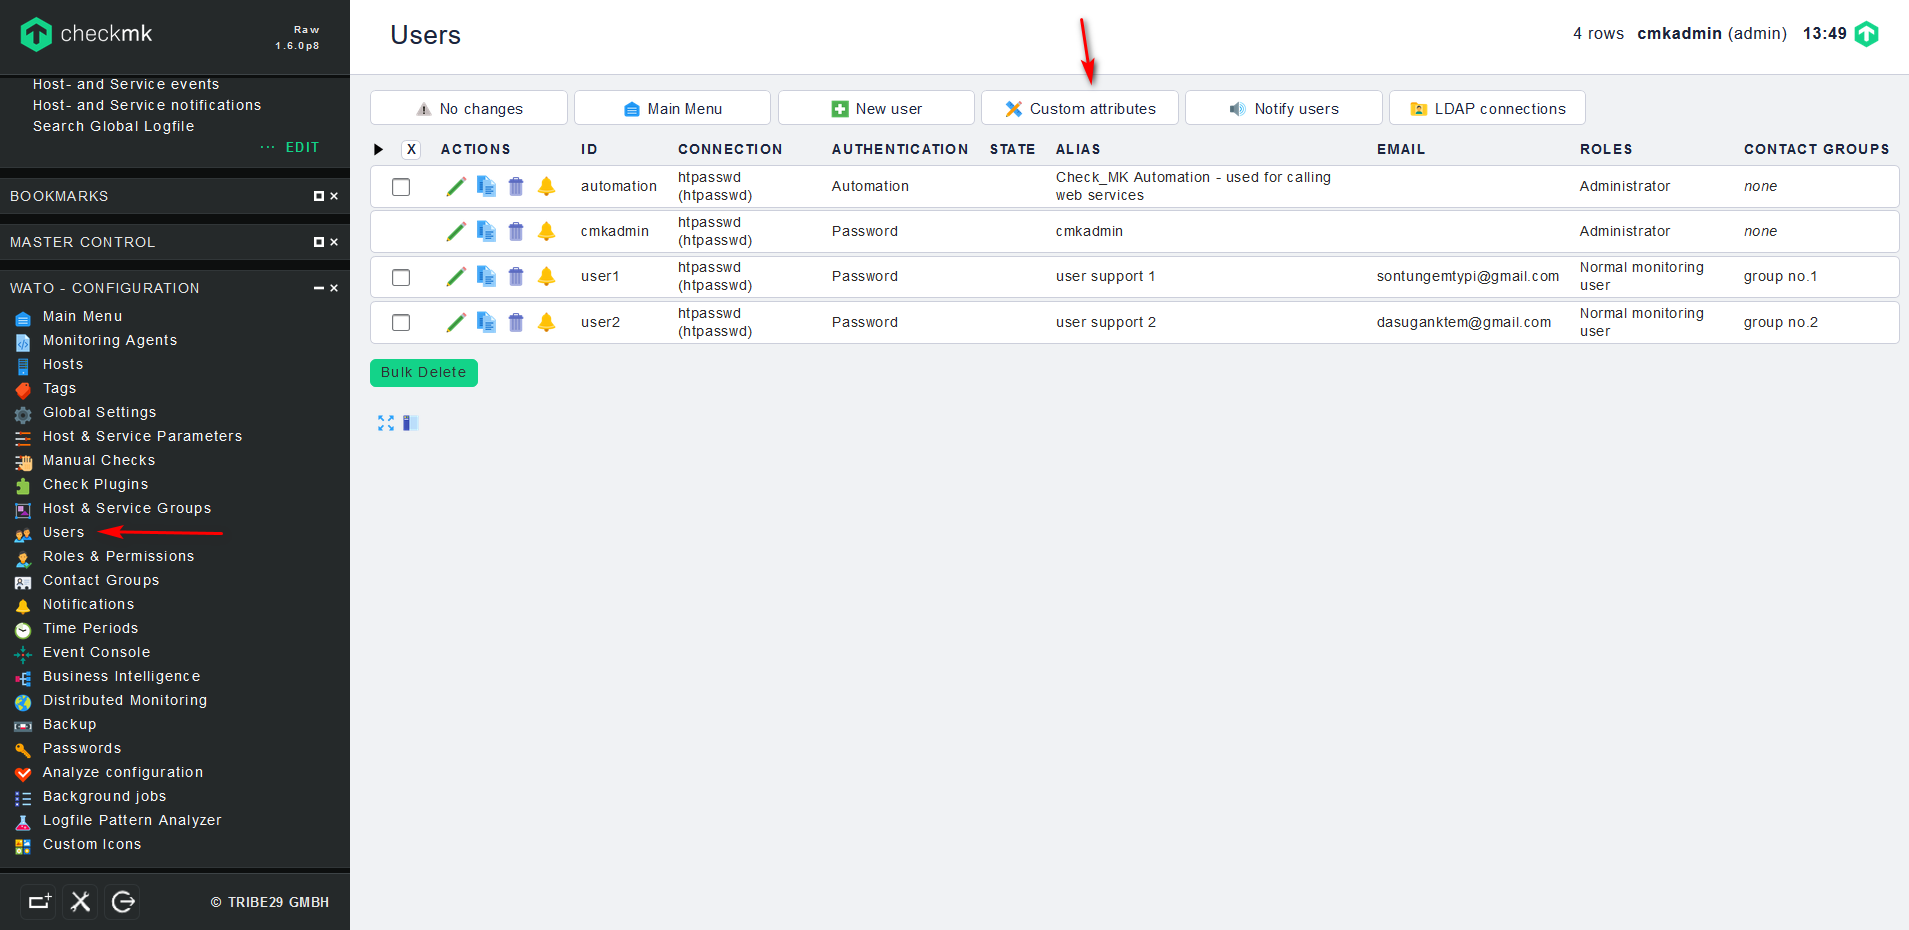 checkmk
Raw
1.6.0p8
Host- and Service events
Host- and Service notifications
Search Global Logfile
... EDIT
BOOKMARKS
MASTER CONTROL
WATO - CONFIGURATION
Main Menu
Monitoring Agents
Hosts
Tags
Global Settings
Host & Service Parameters
Manual Checks
Check Plugins
Host & Service Groups
Users
Roles & Permissions
Contact Groups
Notifications
Time Periods
Event Console
Business Intelligence
Distributed Monitoring
Backup
Passwords
Analyze configuration
Background jobs
Logfile Pattern Analyzer
Custom Icons
© TRIBE29 GMBH
Users
4 rows cmkadmin (admin) 13:49
No changes Main Menu New user Custom attributes Notify users LDAP connections
X ACTIONS ID CONNECTION AUTHENTICATION STATE ALIAS EMAIL ROLES CONTACT GROUPS
automation htpasswd (htpasswd) Automation Check_MK Automation - used for calling web services Administrator none
cmkadmin htpasswd (htpasswd) Password cmkadmin Administrator none
user1 htpasswd (htpasswd) Password user support 1 sontungemtypi@gmail.com Normal monitoring user group no.1
user2 htpasswd (htpasswd) Password user support 2 dasuganktem@gmail.com Normal monitoring user group no.2
Bulk Delete